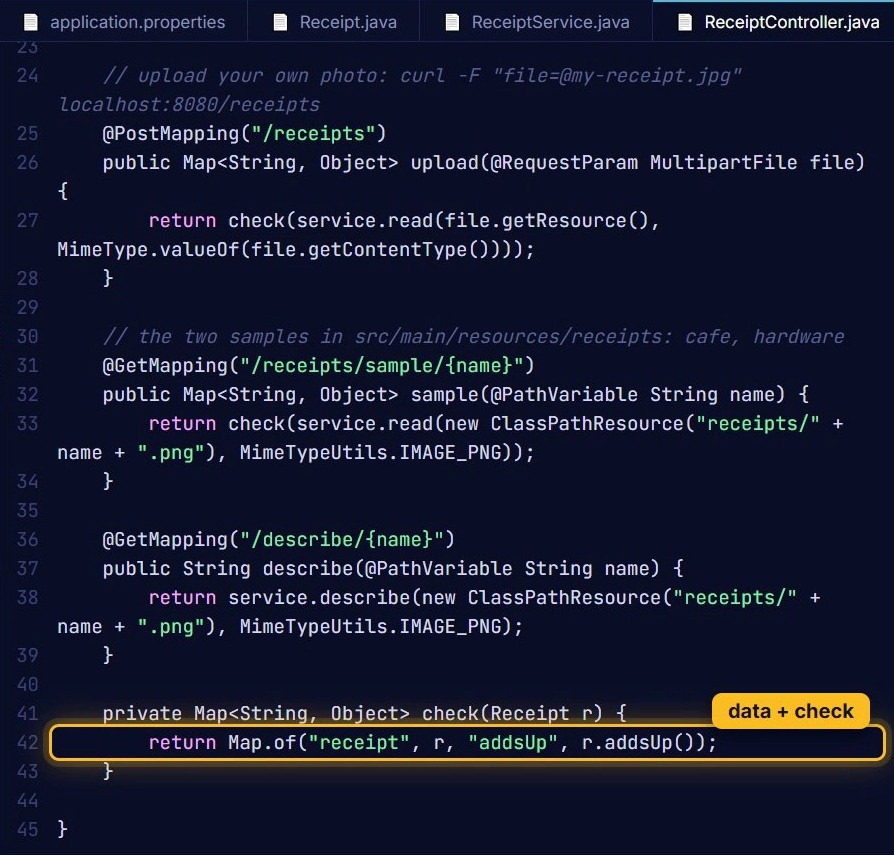 application.properties Receipt.java ReceiptService.java ReceiptController.java
23
24 // upload your own photo: curl -F "file=@my-receipt.jpg"
localhost:8080/receipts
25 @PostMapping("/receipts")
26 public Map<String, Object> upload(@RequestParam MultipartFile file)
{
27 return check(service.read(file.getResource(),
MimeType.valueOf(file.getContentType())));
28 }
29
30 // the two samples in src/main/resources/receipts: cafe, hardware
31 @GetMapping("/receipts/sample/{name}")
32 public Map<String, Object> sample(@PathVariable String name) {
33 return check(service.read(new ClassPathResource("receipts/" +
name + ".png"), MimeTypeUtils.IMAGE_PNG));
34 }
35
36 @GetMapping("/describe/{name}")
37 public String describe(@PathVariable String name) {
38 return service.describe(new ClassPathResource("receipts/" +
name + ".png"), MimeTypeUtils.IMAGE_PNG);
39 }
40
41 private Map<String, Object> check(Receipt r) {
data + check
42 return Map.of("receipt", r, "addsUp", r.addsUp());
43 }
44
45 }